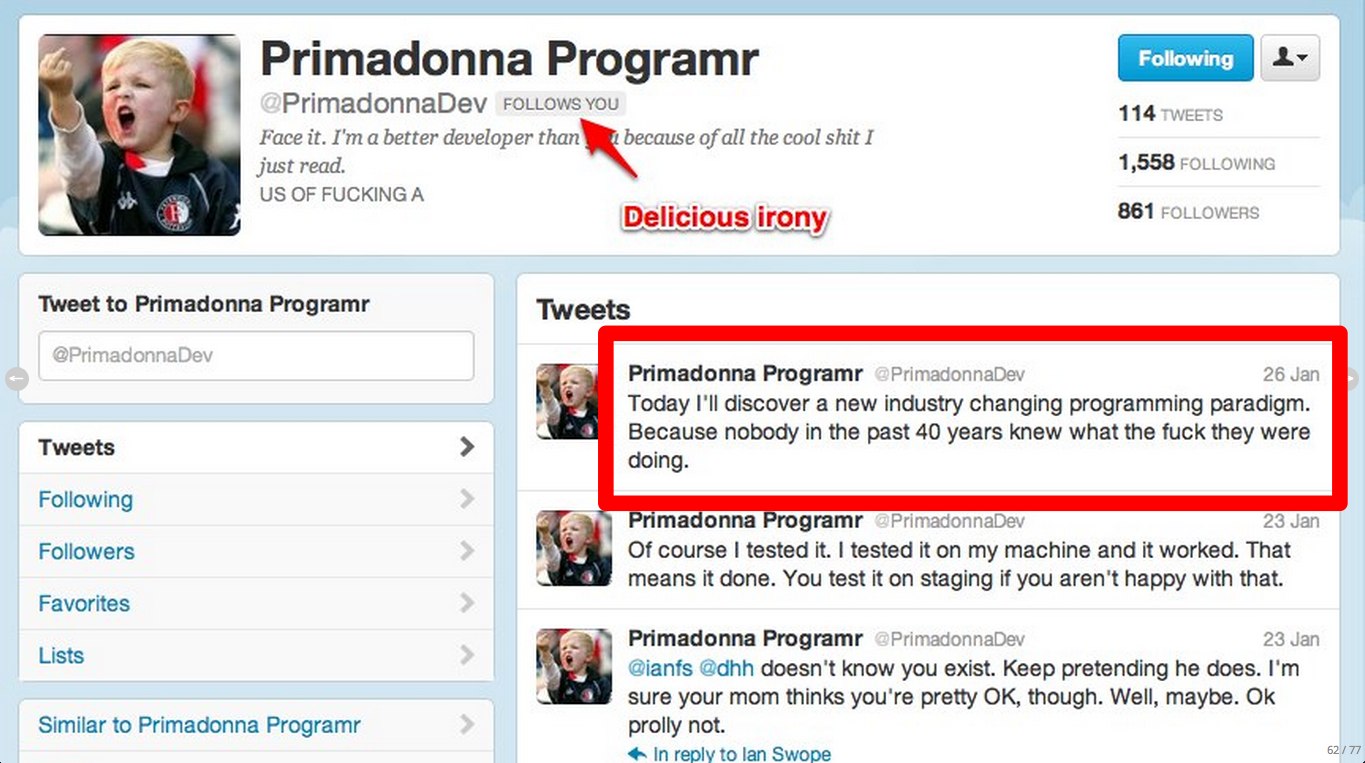 Primadonna Programr
@PrimadonnaDev FOLLOWS YOU
Face it. I'm a better developer than because of all the cool shit I
just read.
US OF FUCKING A
Delicious irony
Following
114 TWEETS
1,558 FOLLOWING
861 FOLLOWERS
Tweet to Primadonna Programr
@PrimadonnaDev
Tweets
Following
Followers
Favorites
Lists
Similar to Primadonna Programr
Tweets
Primadonna Programr @PrimadonnaDev 26 Jan
Today I'll discover a new industry changing programming paradigm.
Because nobody in the past 40 years knew what the fuck they were
doing.
Primadonna Programr @PrimadonnaDev 23 Jan
Of course I tested it. I tested it on my machine and it worked. That
means it done. You test it on staging if you aren't happy with that.
Primadonna Programr @PrimadonnaDev 23 Jan
@ianfs @dhh doesn't know you exist. Keep pretending he does. I'm
sure your mom thinks you're pretty OK, though. Well, maybe. Ok
prolly not.
In reply to Ian Swope
62 / 77